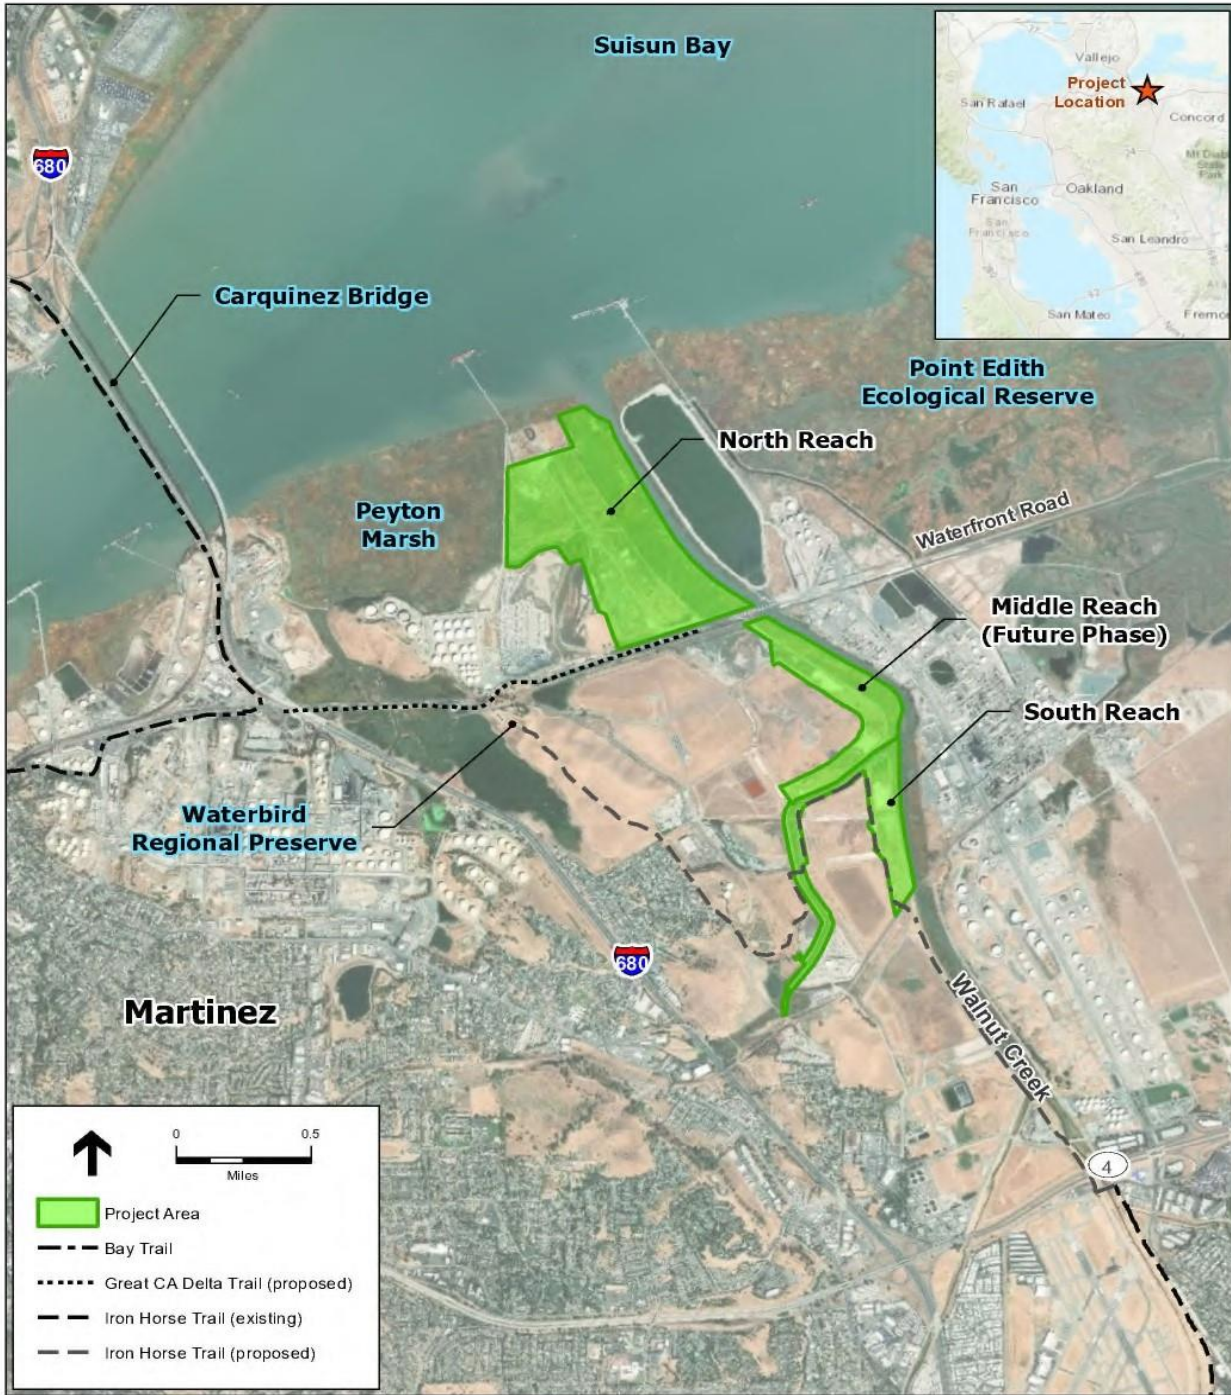 Suisun Bay
680
Carquinez Bridge
Vallejo
Project
Location
San Rafael
Concord
24
San
Francisco
San
Francisco
Oakland
San Leandro
San Mateo
Point Edith
Ecological Reserve
North Reach
Peyton
Marsh
Waterfront Road
Middle Reach
(Future Phase)
South Reach
Waterbird
Regional Preserve
680
Martinez
Walnut Creek
4
0 0.5
Miles
Project Area
Bay Trail
Great CA Delta Trail (proposed)
Iron Horse Trail (existing)
Iron Horse Trail (proposed)